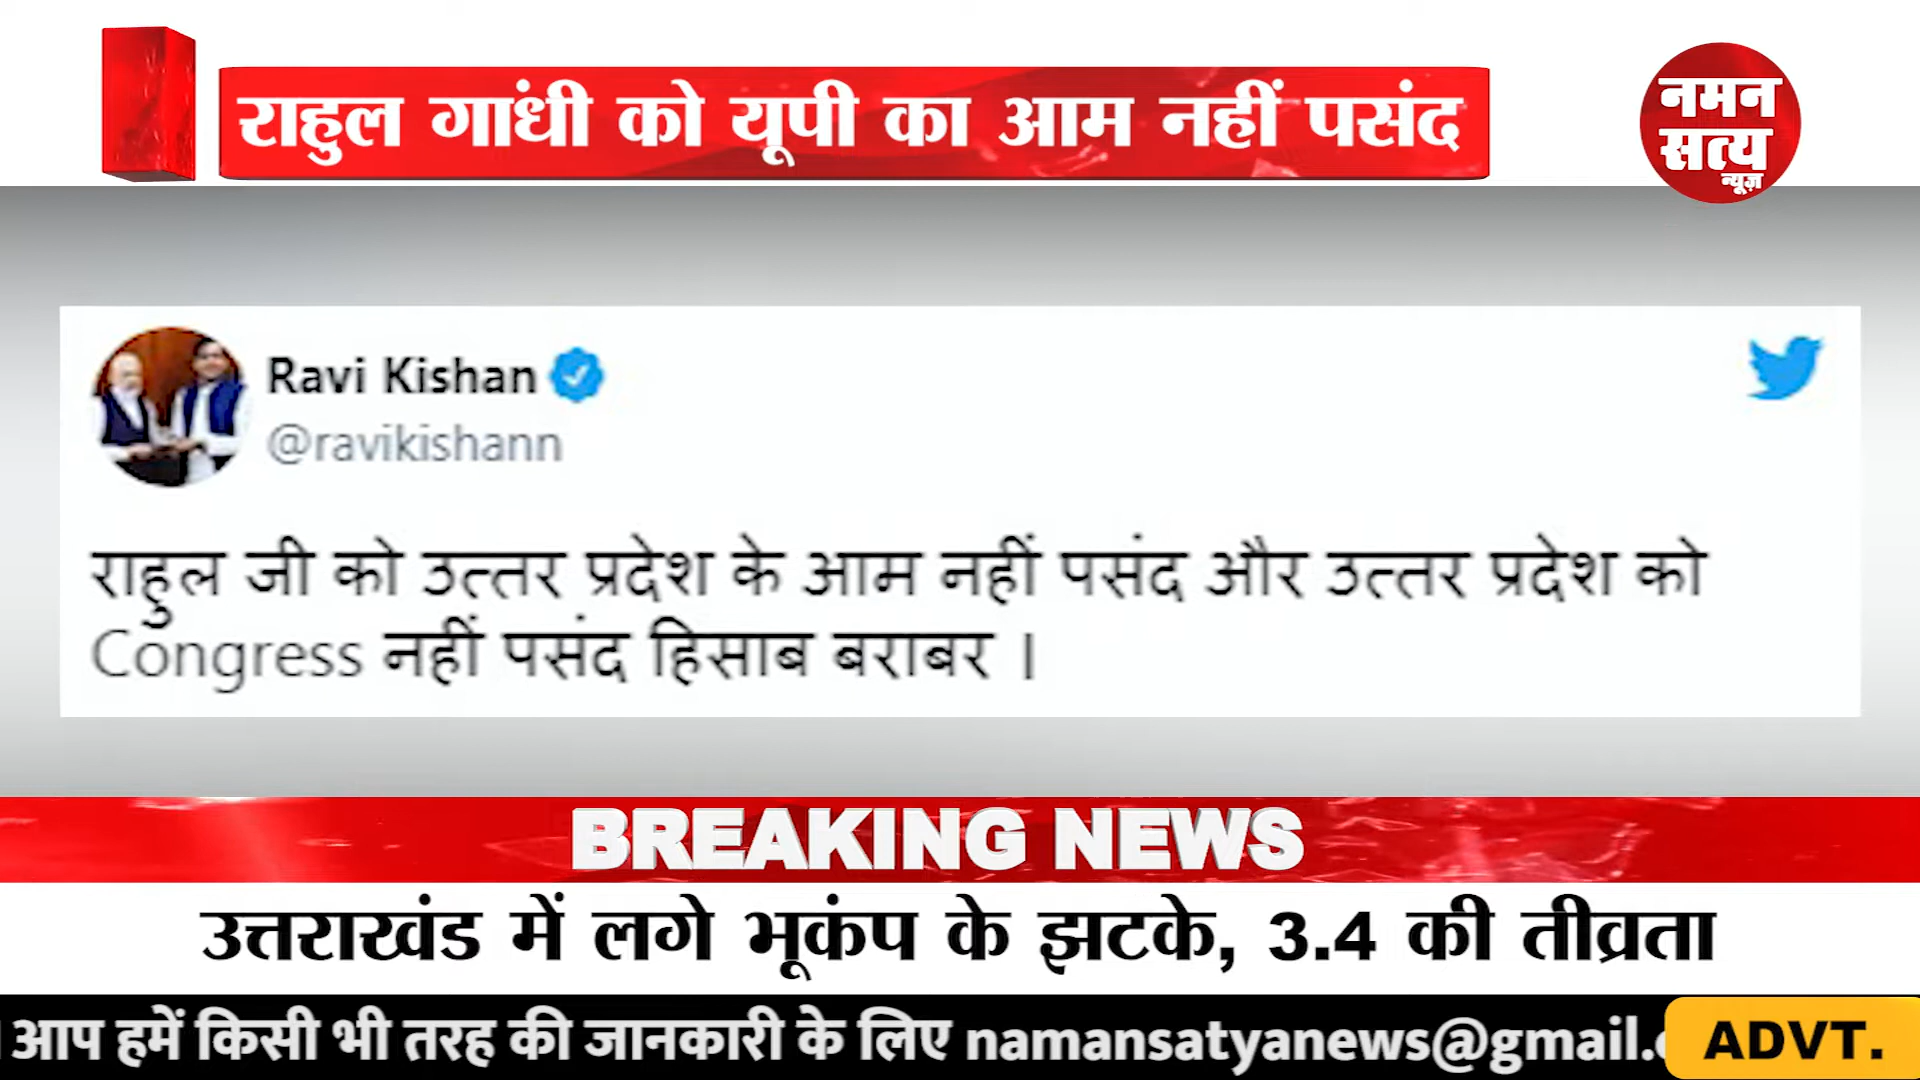 राहुल गांधी को यूपी का आम नहीं पसंद
नमन
सत्य
न्यूज़
Ravi Kishan
@ravikishann
राहुल जी को उत्तर प्रदेश के आम नहीं पसंद और उत्तर प्रदेश को
Congress नहीं पसंद हिसाब बराबर ।
BREAKING NEWS
उत्तराखंड में लगे भूकंप के झटके, 3.4 की तीव्रता
आप हमें किसी भी तरह की जानकारी के लिए namansatyanews@gmail.
ADVT.